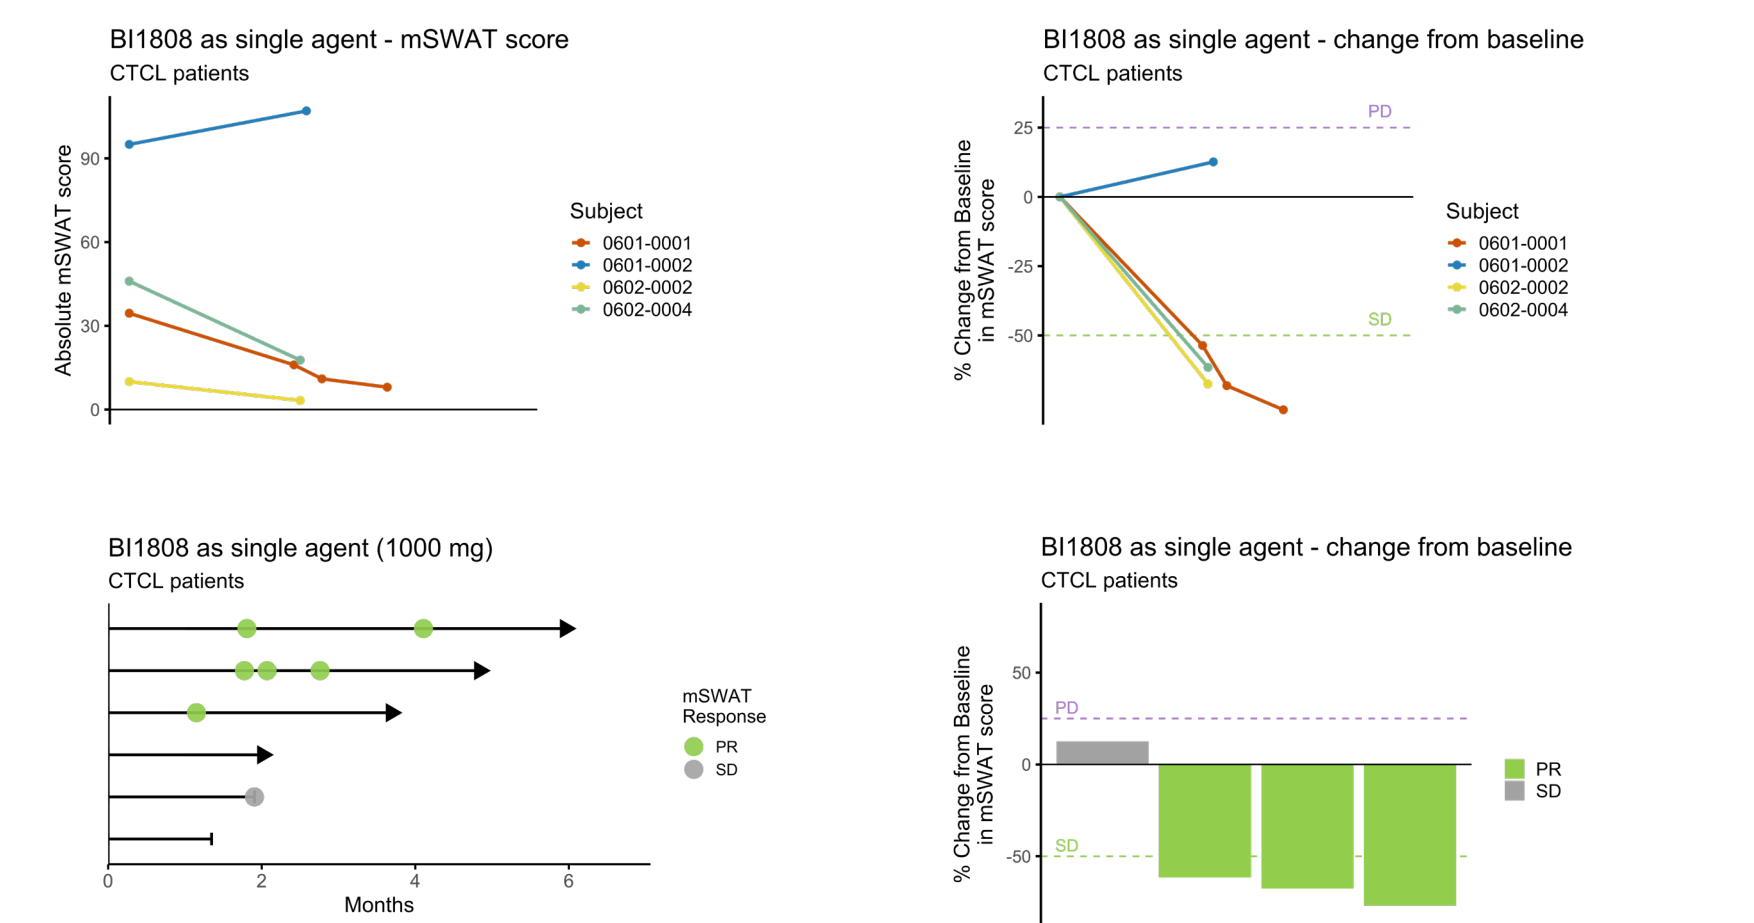 BI1808 as single agent - mSWAT score
CTCL patients
Absolute mSWAT score
90
60
30
0
Subject
0601-0001
0601-0002
0602-0002
0602-0004
BI1808 as single agent - change from baseline
CTCL patients
% Change from Baseline
in mSWAT score
25
0
-25
-50
PD
SD
Subject
0601-0001
0601-0002
0602-0002
0602-0004
BI1808 as single agent (1000 mg)
CTCL patients
0
2
4
6
Months
mSWAT
Response
PR
SD
BI1808 as single agent - change from baseline
CTCL patients
% Change from Baseline
in mSWAT score
50
0
-50
PD
SD
PR
SD